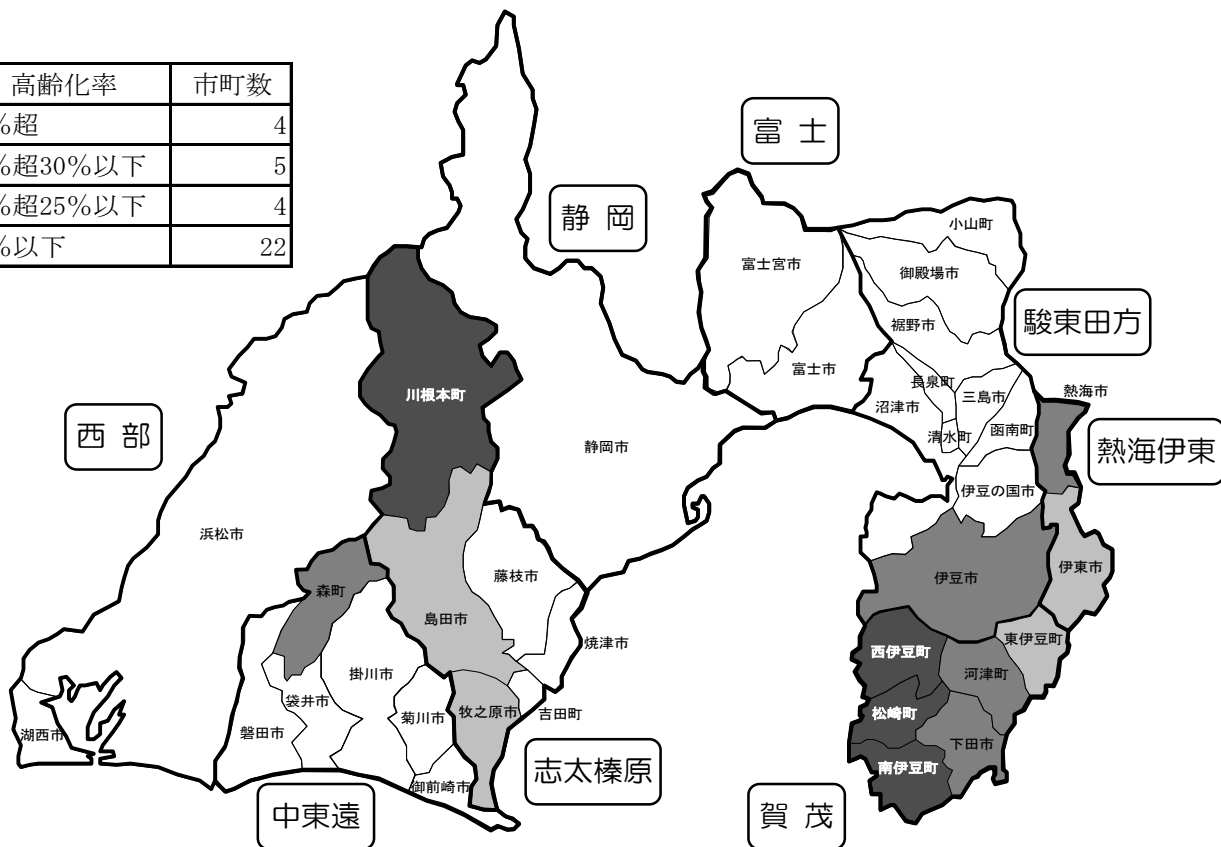 高齢化率 市町数
％超 4
％超30％以下 5
％超25％以下 4
％以下 22
富 士
静 岡
小山町
富士宮市
御殿場市
駿東田方
裾野市
富士市
長泉町
三島市
熱海市
川根本町
沼津市
西 部
清水町
函南町
熱海伊東
静岡市
伊豆の国市
浜松市
藤枝市
伊東市
伊豆市
森町
島田市
東伊豆町
焼津市
西伊豆町
掛川市
河津町
袋井市
牧之原市
松崎町
吉田町
菊川市
湖西市
磐田市
下田市
志太榛原
南伊豆町
御前崎市
中東遠
賀 茂